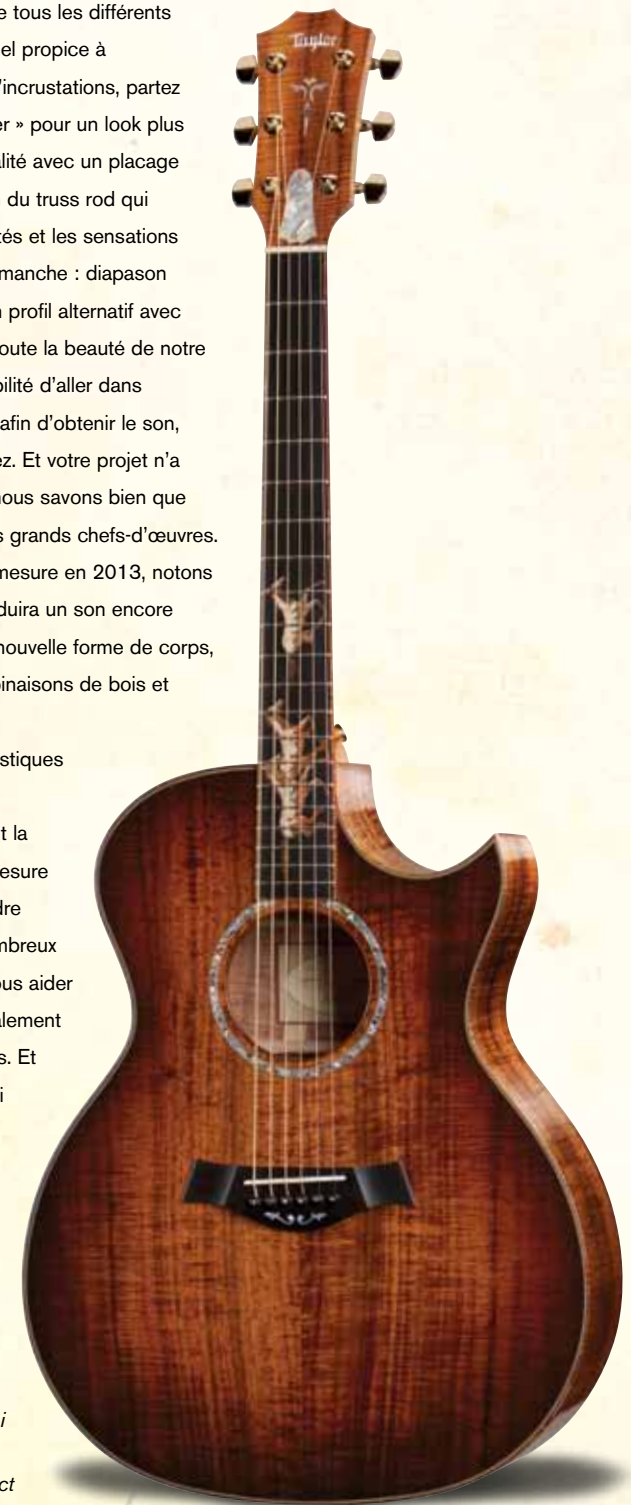 e tous les différents
el propice à
'incrustations, partez
er » pour un look plus
alité avec un placage
du truss rod qui
tés et les sensations
manche : diapason
n profil alternatif avec
toute la beauté de notre
bilité d'aller dans
afin d'obtenir le son,
ez. Et votre projet n'a
nous savons bien que
s grands chefs-d'œuvres.
mesure en 2013, notons
duira un son encore
nouvelle forme de corps,
binaisons de bois et
stiques
t la
esure
dre
mbreux
ous aider
alement
s. Et
i
i
ct
Taylor